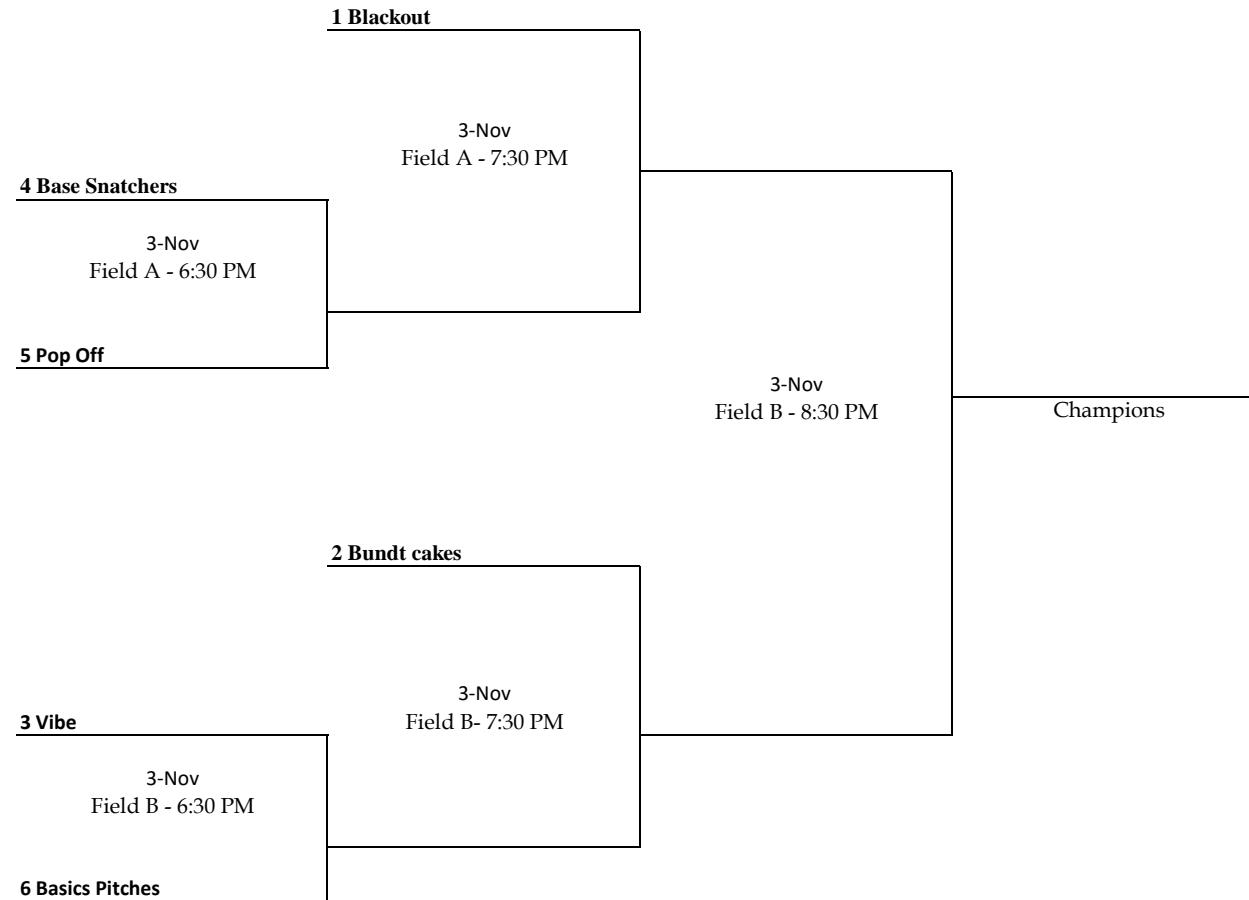 1 Blackout
3-Nov
Field A - 7:30 PM
4 Base Snatchers
3-Nov
Field A - 6:30 PM
5 Pop Off
3-Nov
Field B - 8:30 PM
Champions
2 Bundt cakes
3-Nov
Field B- 7:30 PM
3 Vibe
3-Nov
Field B - 6:30 PM
6 Basics Pitches